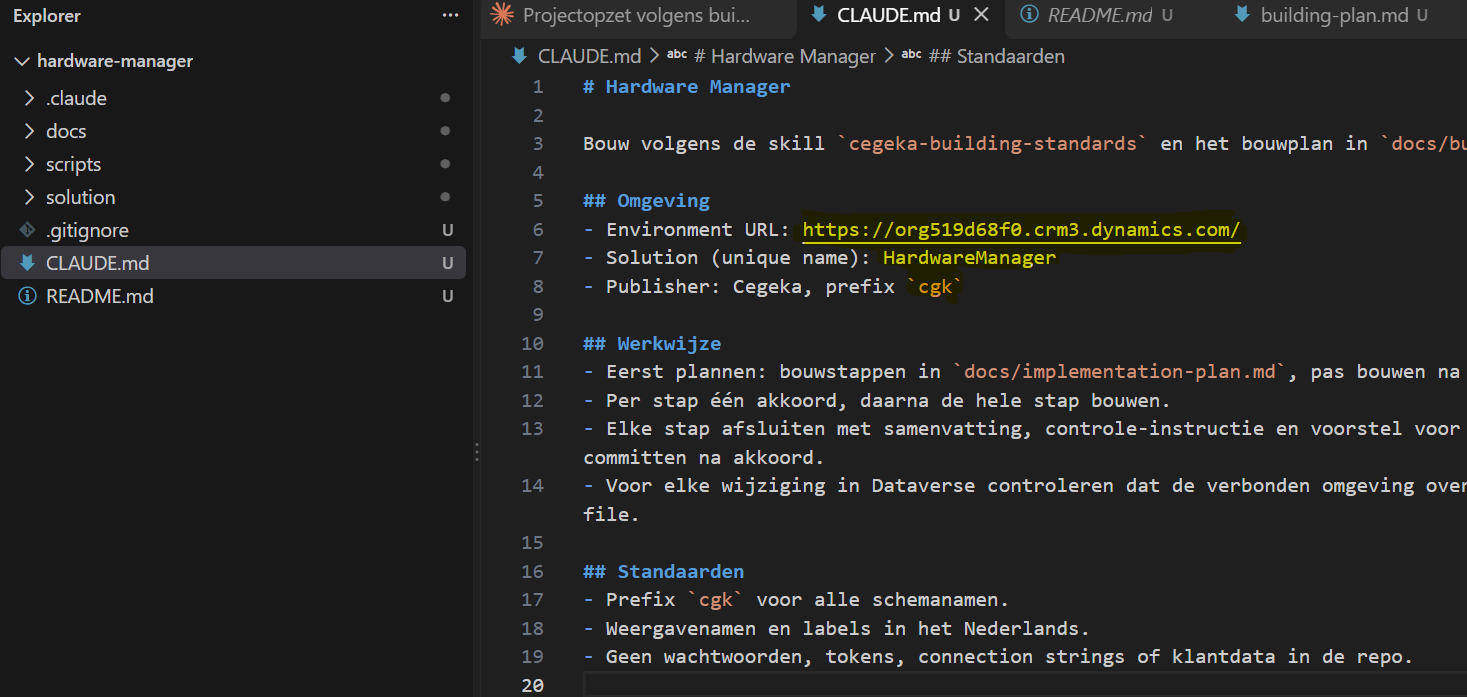 Explorer
···
hardware-manager
.claude
docs
scripts
solution
.gitignore U
CLAUDE.md U
README.md U
Projectopzet volgens bui...
CLAUDE.md U
README.md U
building-plan.md U
CLAUDE.md > abc # Hardware Manager > abc ## Standaarden
1 # Hardware Manager
2
3 Bouw volgens de skill `cegeka-building-standards` en het bouwplan in `docs/bu
4
5 ## Omgeving
6 - Environment URL: https://org519d68f0.crm3.dynamics.com/
7 - Solution (unique name): HardwareManager
8 - Publisher: Cegeka, prefix `cgk`
9
10 ## Werkwijze
11 - Eerst plannen: bouwstappen in `docs/implementation-plan.md`, pas bouwen na
12 - Per stap één akkoord, daarna de hele stap bouwen.
13 - Elke stap afsluiten met samenvatting, controle-instructie en voorstel voor
committen na akkoord.
14 - Voor elke wijziging in Dataverse controleren dat de verbonden omgeving over
file.
15
16 ## Standaarden
17 - Prefix `cgk` voor alle schemanamen.
18 - Weergavenamen en labels in het Nederlands.
19 - Geen wachtwoorden, tokens, connection strings of klantdata in de repo.
20